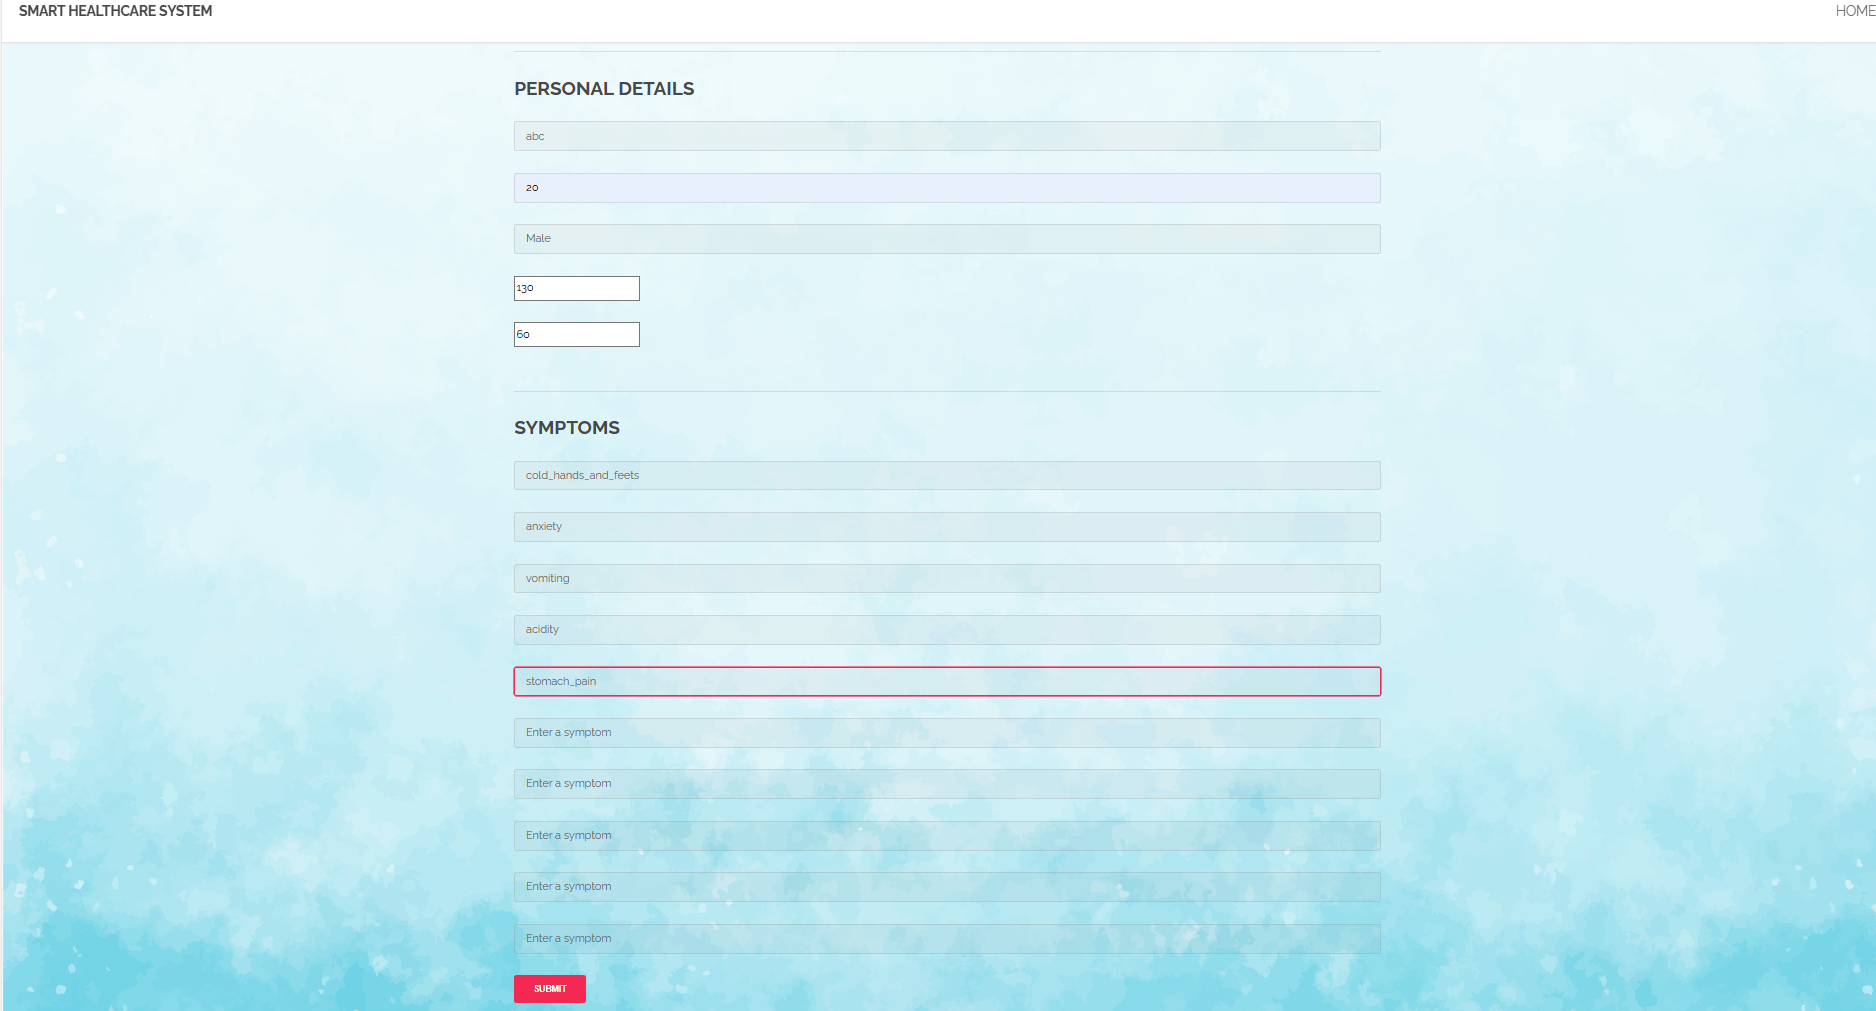 SMART HEALTHCARE SYSTEM
HOME
PERSONAL DETAILS
abc
20
Male
130
60
SYMPTOMS
cold_hands_and_feets
anxiety
vomiting
acidity
stomach_pain
Enter a symptom
Enter a symptom
Enter a symptom
Enter a symptom
Enter a symptom
SUBMIT